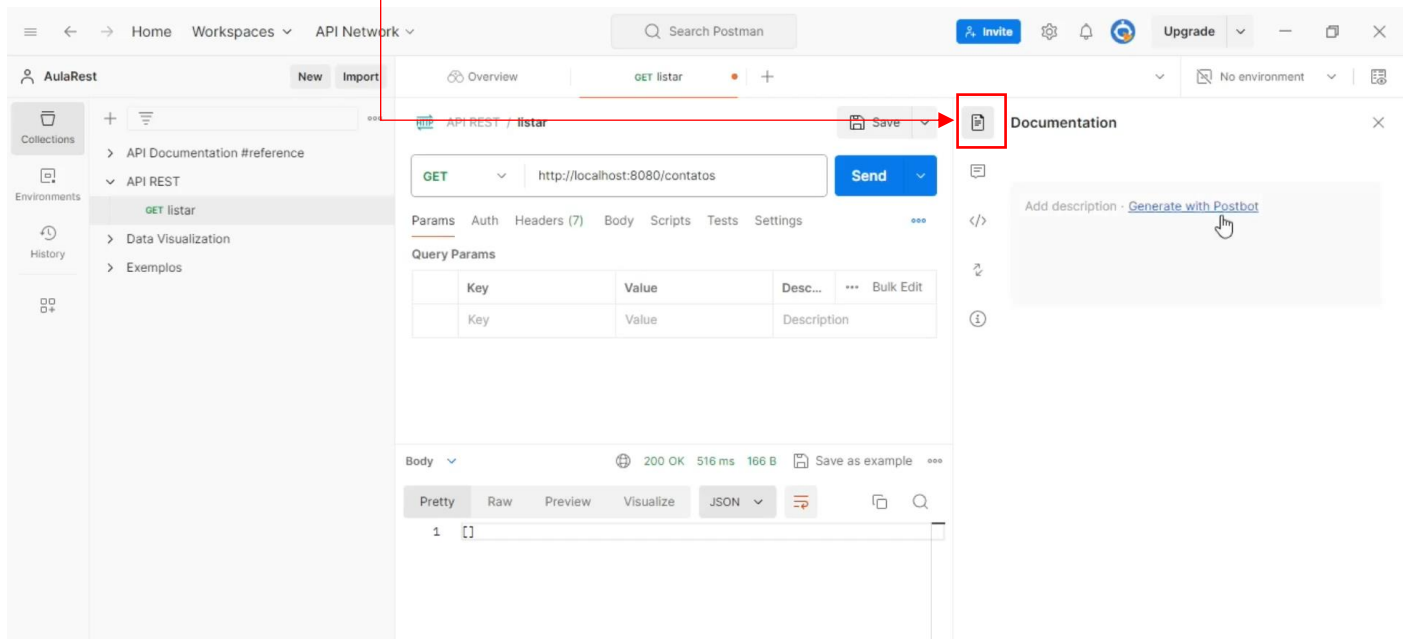 Home Workspaces API Network Search Postman Invite Upgrade
AulaRest New Import Overview GET listar No environment
Collections
Environments
History
API Documentation #reference
API REST
GET listar
Data Visualization
Exemplos
HTTP API REST / listar Save
GET http://localhost:8080/contatos Send
Params Auth Headers (7) Body Scripts Tests Settings
Query Params
Key Value Desc... Bulk Edit
Key Value Description
Body 200 OK 516 ms 166 B Save as example
Pretty Raw Preview Visualize JSON
1 []
Documentation
Add description · Generate with Postbot